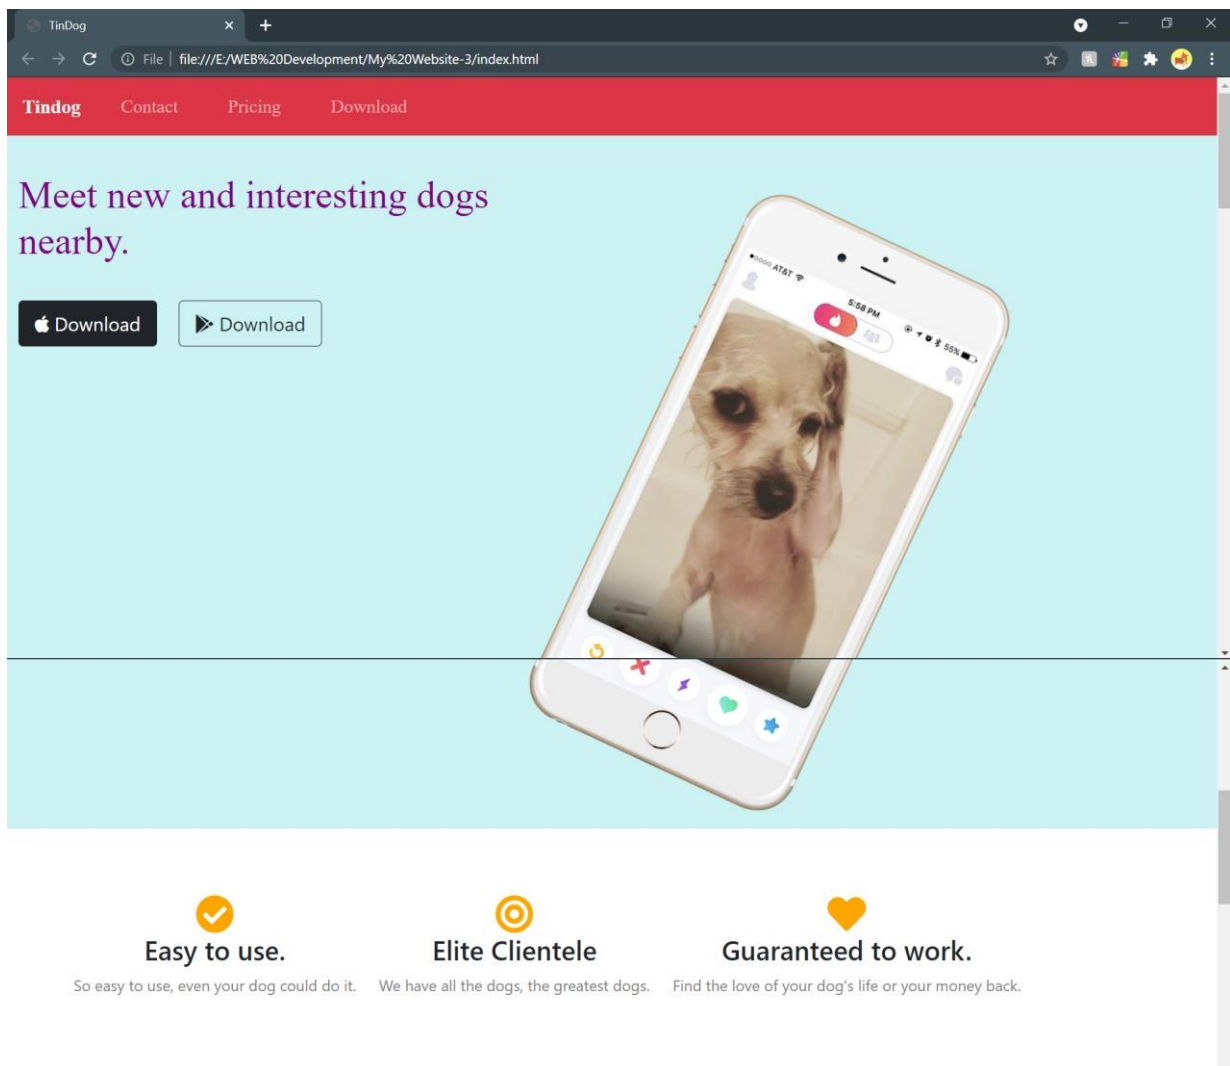 TinDog
File | file:///E:/WEB%20Development/My%20Website-3/index.html
Tindog Contact Pricing Download
Meet new and interesting dogs
nearby.
Download Download
AT&T 5:58 PM 55%
Easy to use. Elite Clientele Guaranteed to work.
So easy to use, even your dog could do it. We have all the dogs, the greatest dogs. Find the love of your dog's life or your money back.